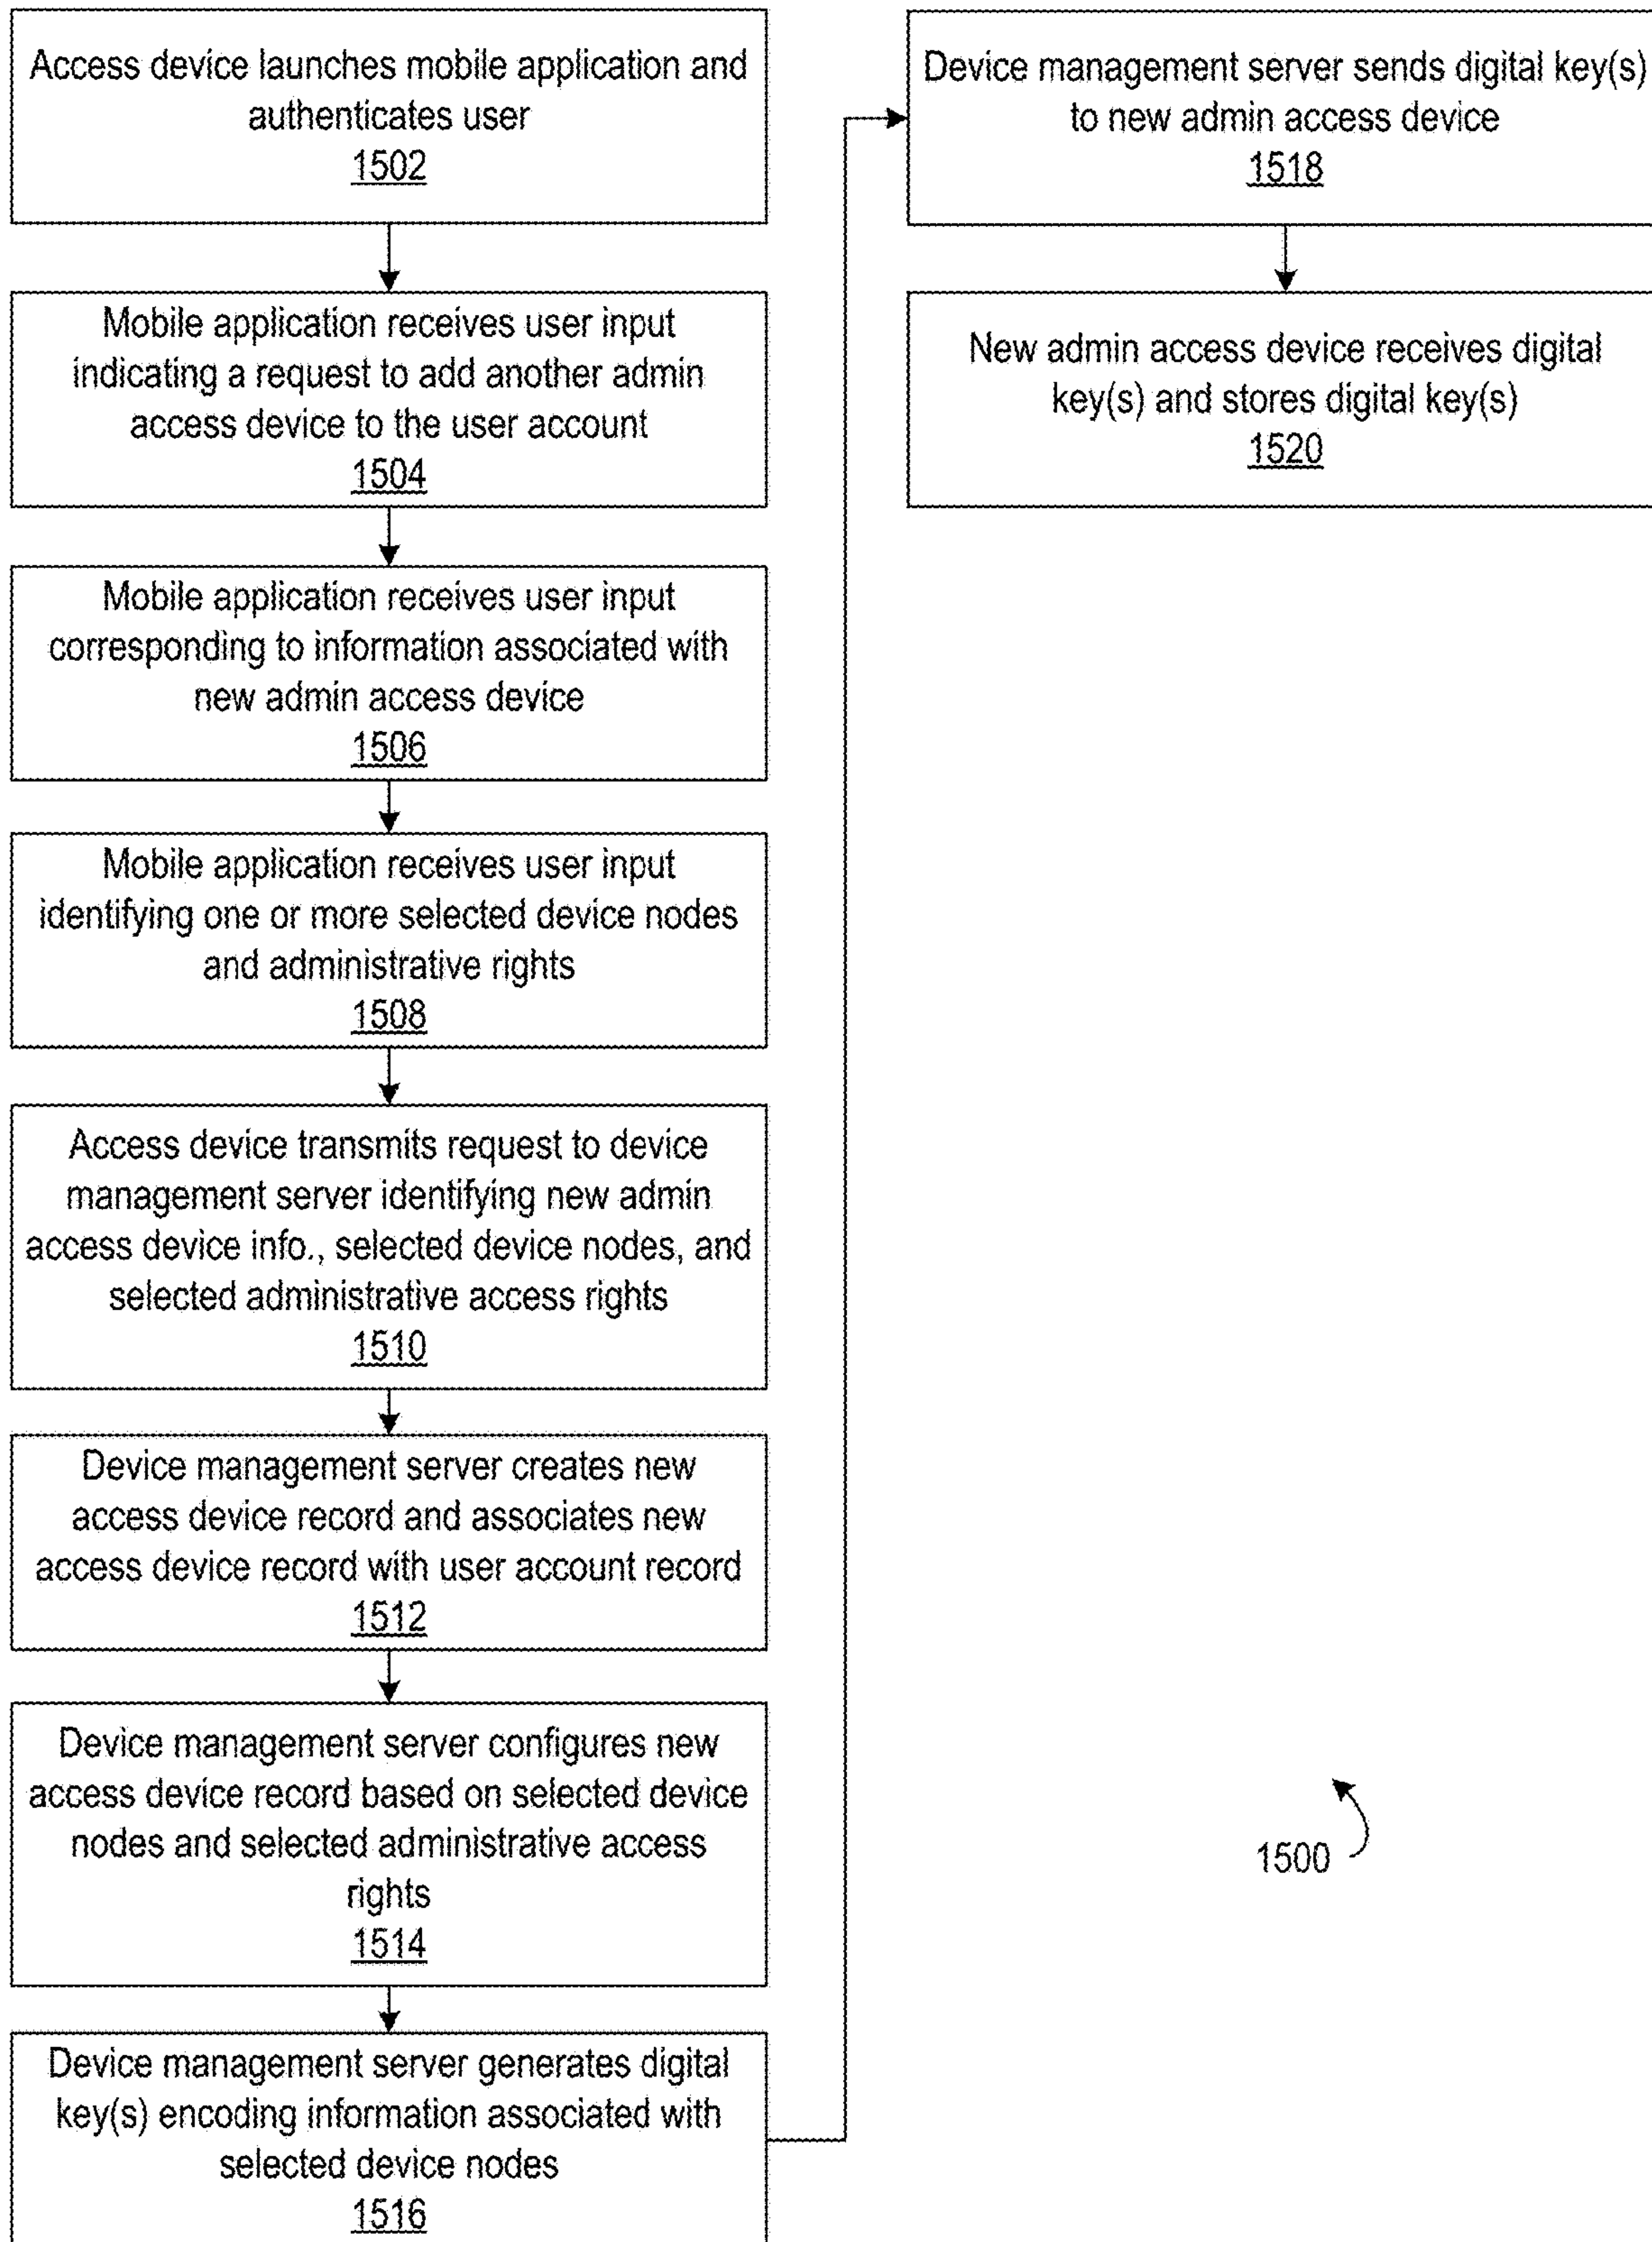 Access device launches mobile application and
authenticates user
1502
Mobile application receives user input
indicating a request to add another admin
access device to the user account
1504
Mobile application receives user input
corresponding to information associated with
new admin access device
1506
Mobile application receives user input
identifying one or more selected device nodes
and administrative rights
1508
Access device transmits request to device
management server identifying new admin
access device info., selected device nodes, and
selected administrative access rights
1510
Device management server creates new
access device record and associates new
access device record with user account record
1512
Device management server configures new
access device record based on selected device
nodes and selected administrative access
rights
1514
Device management server generates digital
key(s) encoding information associated with
selected device nodes
1516
Device management server sends digital key(s)
to new admin access device
1518
New admin access device receives digital
key(s) and stores digital key(s)
1520
1500